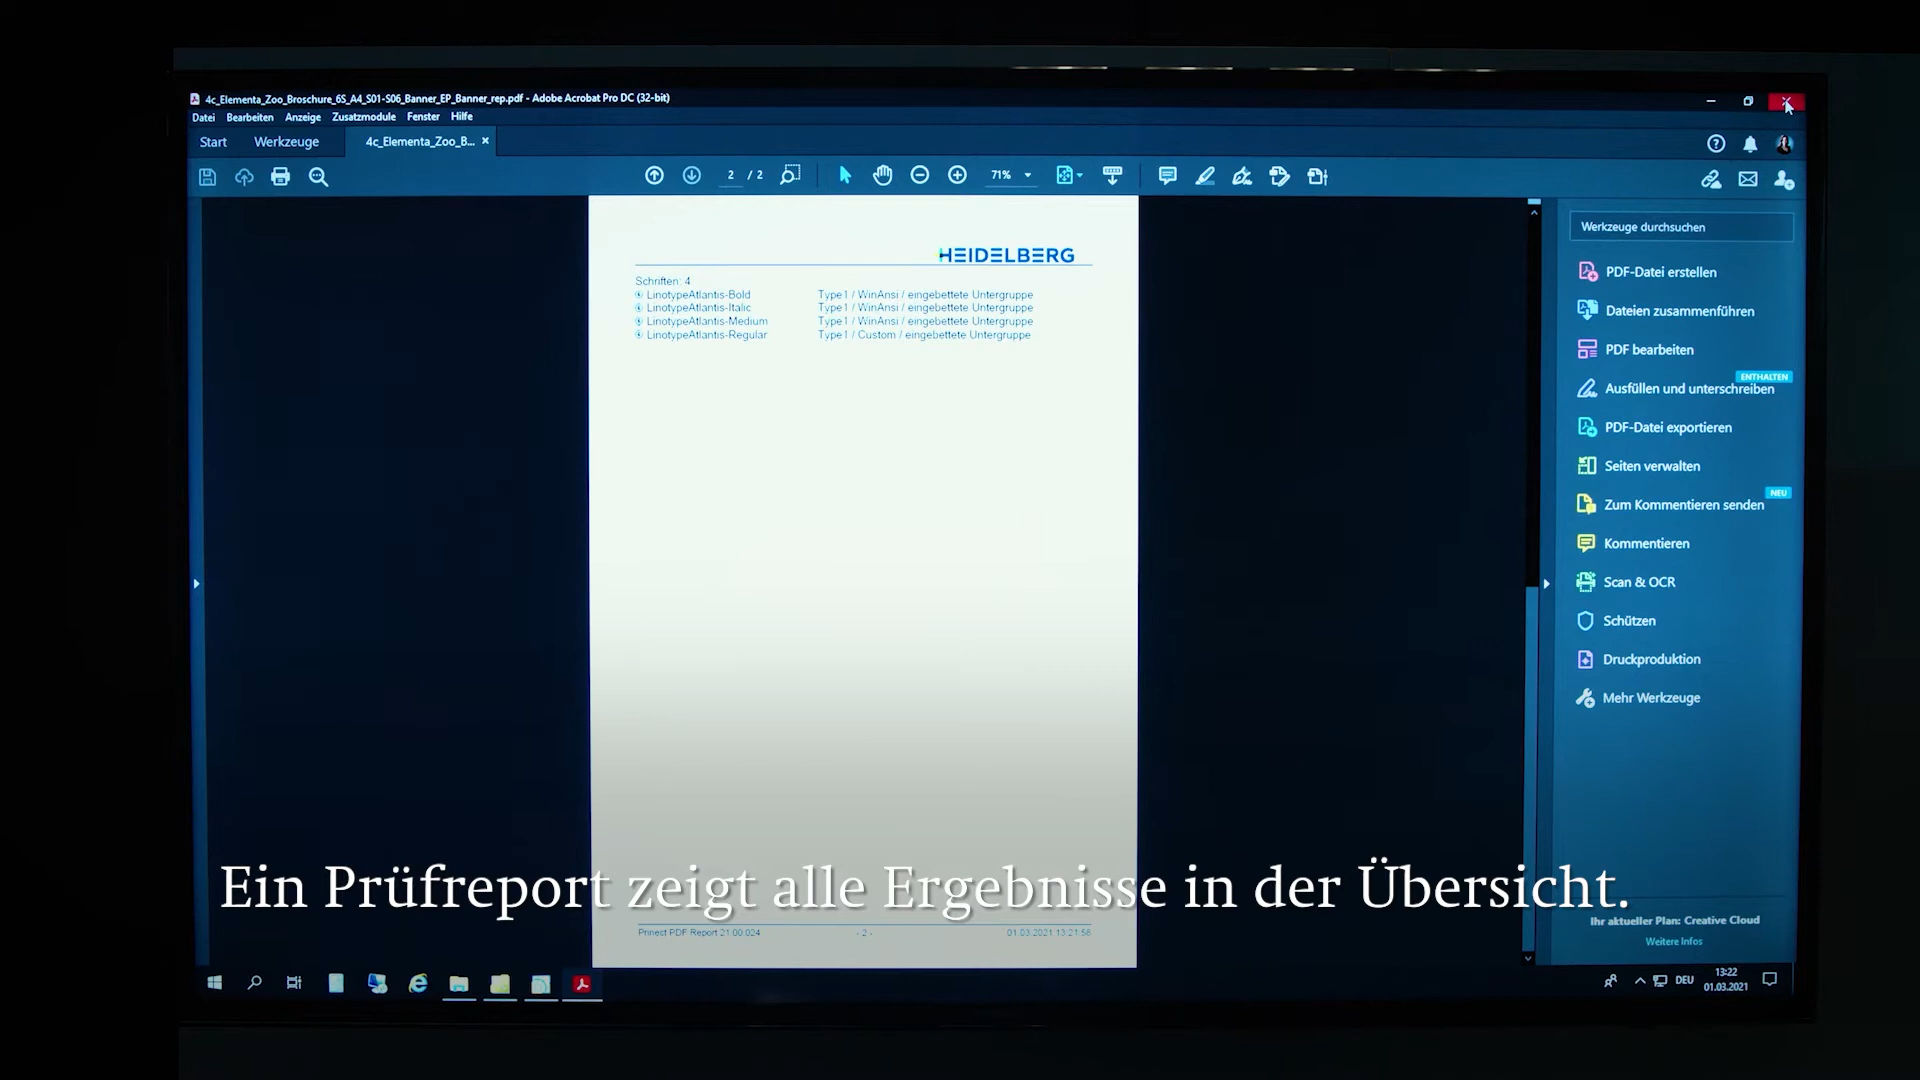 4c_Elementa_Zoo_Broschure_6S_A4_S01-S06_Banner_EP_Banner_rep.pdf - Adobe Acrobat Pro DC (32-bit)
Datei Bearbeiten Anzeige Zusatzmodule Fenster Hilfe
Start Werkzeuge 4c_Elementa_Zoo_B...
2 / 2 71%
Werkzeuge durchsuchen
HEIDELBERG
Schriften: 4
LinotypeAtlantis-Bold Type1 / WinAnsi / eingebettete Untergruppe
LinotypeAtlantis-Italic Type1 / WinAnsi / eingebettete Untergruppe
LinotypeAtlantis-Medium Type1 / WinAnsi / eingebettete Untergruppe
LinotypeAtlantis-Regular Type1 / Custom / eingebettete Untergruppe
PDF-Datei erstellen
Dateien zusammenführen
PDF bearbeiten
ENTHALTEN
Ausfüllen und unterschreiben
PDF-Datei exportieren
Seiten verwalten
NEU
Zum Kommentieren senden
Kommentieren
Scan & OCR
Schützen
Druckproduktion
Mehr Werkzeuge
Ein Prüfreport zeigt alle Ergebnisse in der Übersicht.
Ihr aktueller Plan: Creative Cloud
Weitere Infos
Prinect PDF Report 21.00.024 - 2 - 01.03.2021 13:21:58
DEU
13:22
01.03.2021